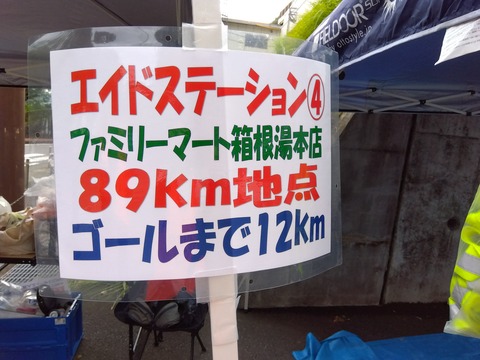 エイドステーション④
ファミリーマート箱根湯本店
89km地点
ゴールまで12km
FIELDOOR